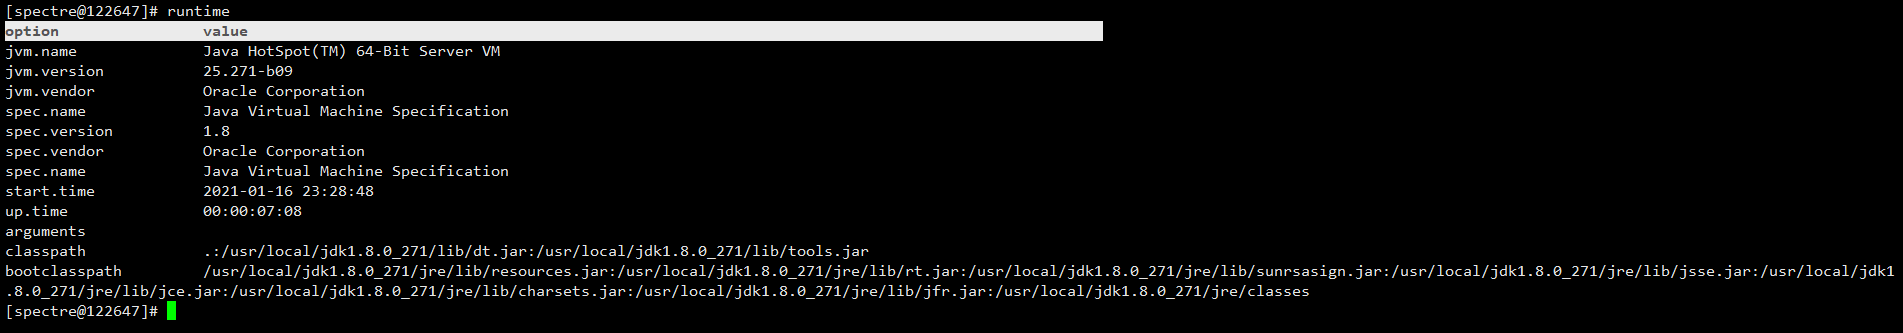 [spectre@122647]# runtime
option value
jvm.name Java HotSpot(TM) 64-Bit Server VM
jvm.version 25.271-b09
jvm.vendor Oracle Corporation
spec.name Java Virtual Machine Specification
spec.version 1.8
spec.vendor Oracle Corporation
spec.name Java Virtual Machine Specification
start.time 2021-01-16 23:28:48
up.time 00:00:07:08
arguments
classpath .:/usr/local/jdk1.8.0_271/lib/dt.jar:/usr/local/jdk1.8.0_271/lib/tools.jar
bootclasspath /usr/local/jdk1.8.0_271/jre/lib/resources.jar:/usr/local/jdk1.8.0_271/jre/lib/rt.jar:/usr/local/jdk1.8.0_271/jre/lib/sunrsasign.jar:/usr/local/jdk1.8.0_271/jre/lib/jsse.jar:/usr/local/jdk1
.8.0_271/jre/lib/jce.jar:/usr/local/jdk1.8.0_271/jre/lib/charsets.jar:/usr/local/jdk1.8.0_271/jre/lib/jfr.jar:/usr/local/jdk1.8.0_271/jre/classes
[spectre@122647]#